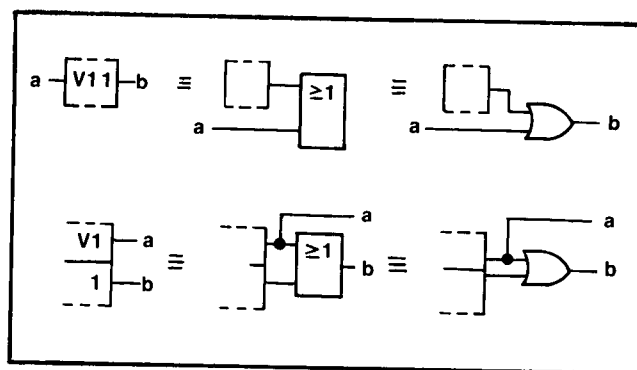 a V1 1 b ≡ ≥1 a ≡ a b
V1 a 1 b ≡ ≥1 a b ≡ a b